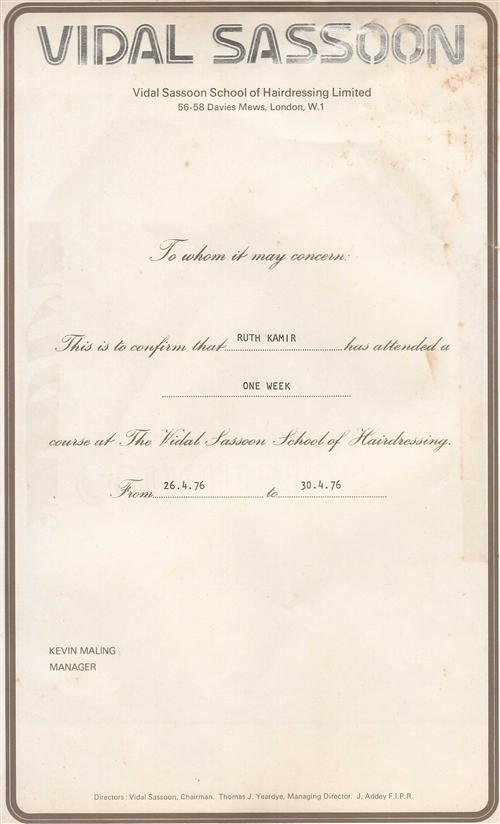 VIDAL SASSOON
Vidal Sassoon School of Hairdressing Limited
56-58 Davies Mews, London, W.1
To whom it may concern:
This is to confirm that RUTH KAMIR has attended a
ONE WEEK
course at The Vidal Sassoon School of Hairdressing.
From 26.4.76 to 30.4.76
KEVIN MALING
MANAGER
Directors: Vidal Sassoon, Chairman. Thomas J. Yeardye, Managing Director. J. Addey F.I.P.R.